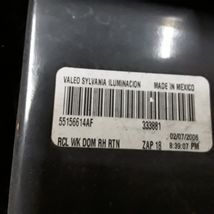 VALEO SYLVANIA ILUMINACION MADE IN MEXICO
55156614AF 333881
02/07/2006
RCL WK DOM RH RTN ZAP 18 8:39:07 PM